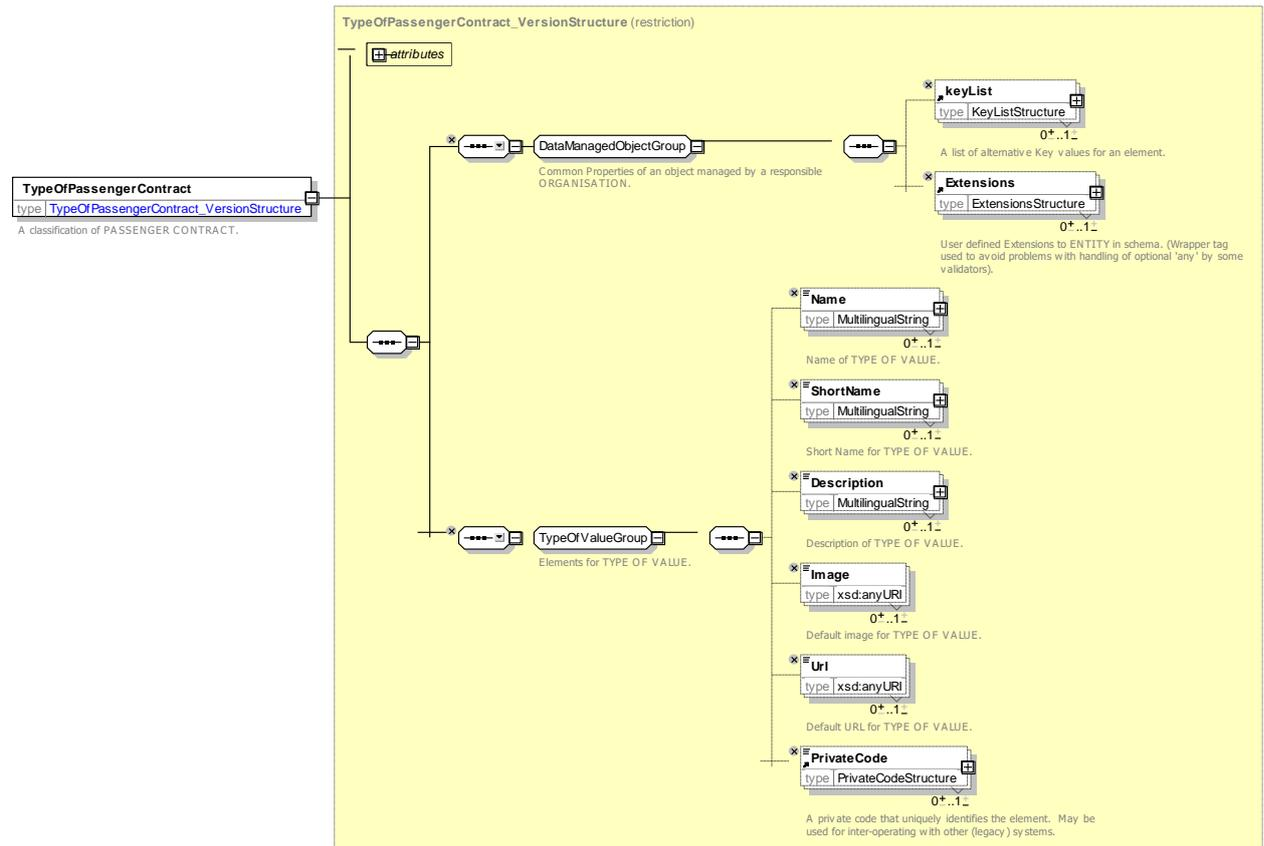 TypeOfPassengerContract_VersionStructure (restriction)
attributes
keyList
type KeyListStructure
0..1
A list of alternative Key values for an element.
DataManagedObjectGroup
Common Properties of an object managed by a responsible
ORGANISATION.
Extensions
type ExtensionsStructure
0..1
User defined Extensions to ENTITY in schema. (Wrapper tag
used to avoid problems with handling of optional 'any' by some
validators).
TypeOfPassengerContract
type TypeOfPassengerContract_VersionStructure
A classification of PASSENGER CONTRACT.
Name
type MultilingualString
0..1
Name of TYPE OF VALUE.
ShortName
type MultilingualString
0..1
Short Name for TYPE OF VALUE.
Description
type MultilingualString
0..1
Description of TYPE OF VALUE.
TypeOfValueGroup
Elements for TYPE OF VALUE.
Image
type xsd:anyURI
0..1
Default image for TYPE OF VALUE.
Url
type xsd:anyURI
0..1
Default URL for TYPE OF VALUE.
PrivateCode
type PrivateCodeStructure
0..1
A private code that uniquely identifies the element. May be
used for inter-operating with other (legacy) systems.